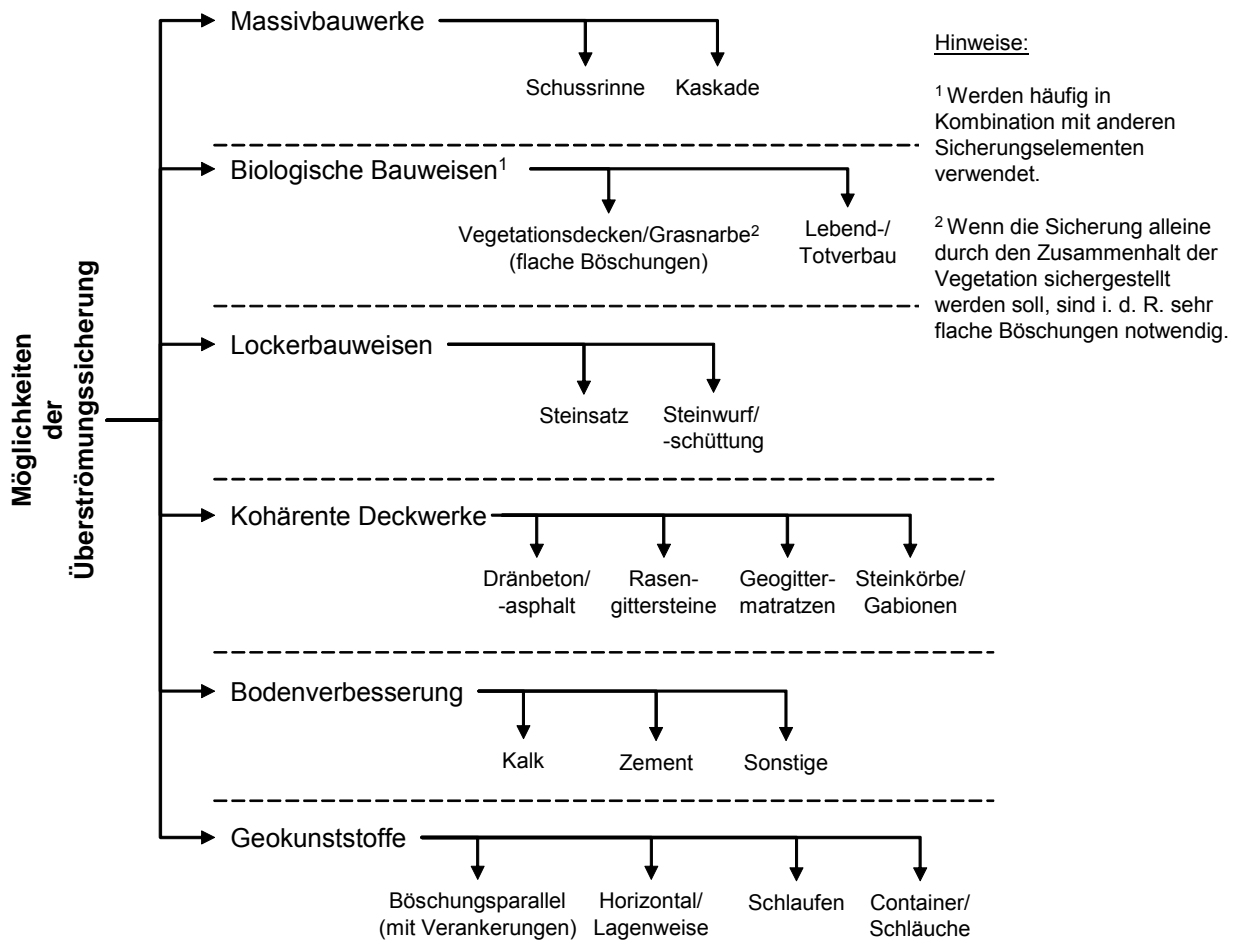 Möglichkeiten
der
Überströmungssicherung
Massivbauwerke
Schussrinne
Kaskade
Biologische Bauweisen¹
Vegetationsdecken/Grasnarbe²
(flache Böschungen)
Lebend-/
Totverbau
Lockerbauweisen
Steinsatz
Steinwurf/
-schüttung
Kohärente Deckwerke
Dränbeton/
-asphalt
Rasen-
gittersteine
Geogitter-
matratzen
Steinkörbe/
Gabionen
Bodenverbesserung
Kalk
Zement
Sonstige
Geokunststoffe
Böschungsparallel
(mit Verankerungen)
Horizontal/
Lagenweise
Schlaufen
Container/
Schläuche
Hinweise:
¹ Werden häufig in
Kombination mit anderen
Sicherungselementen
verwendet.
² Wenn die Sicherung alleine
durch den Zusammenhalt der
Vegetation sichergestellt
werden soll, sind i. d. R. sehr
flache Böschungen notwendig.